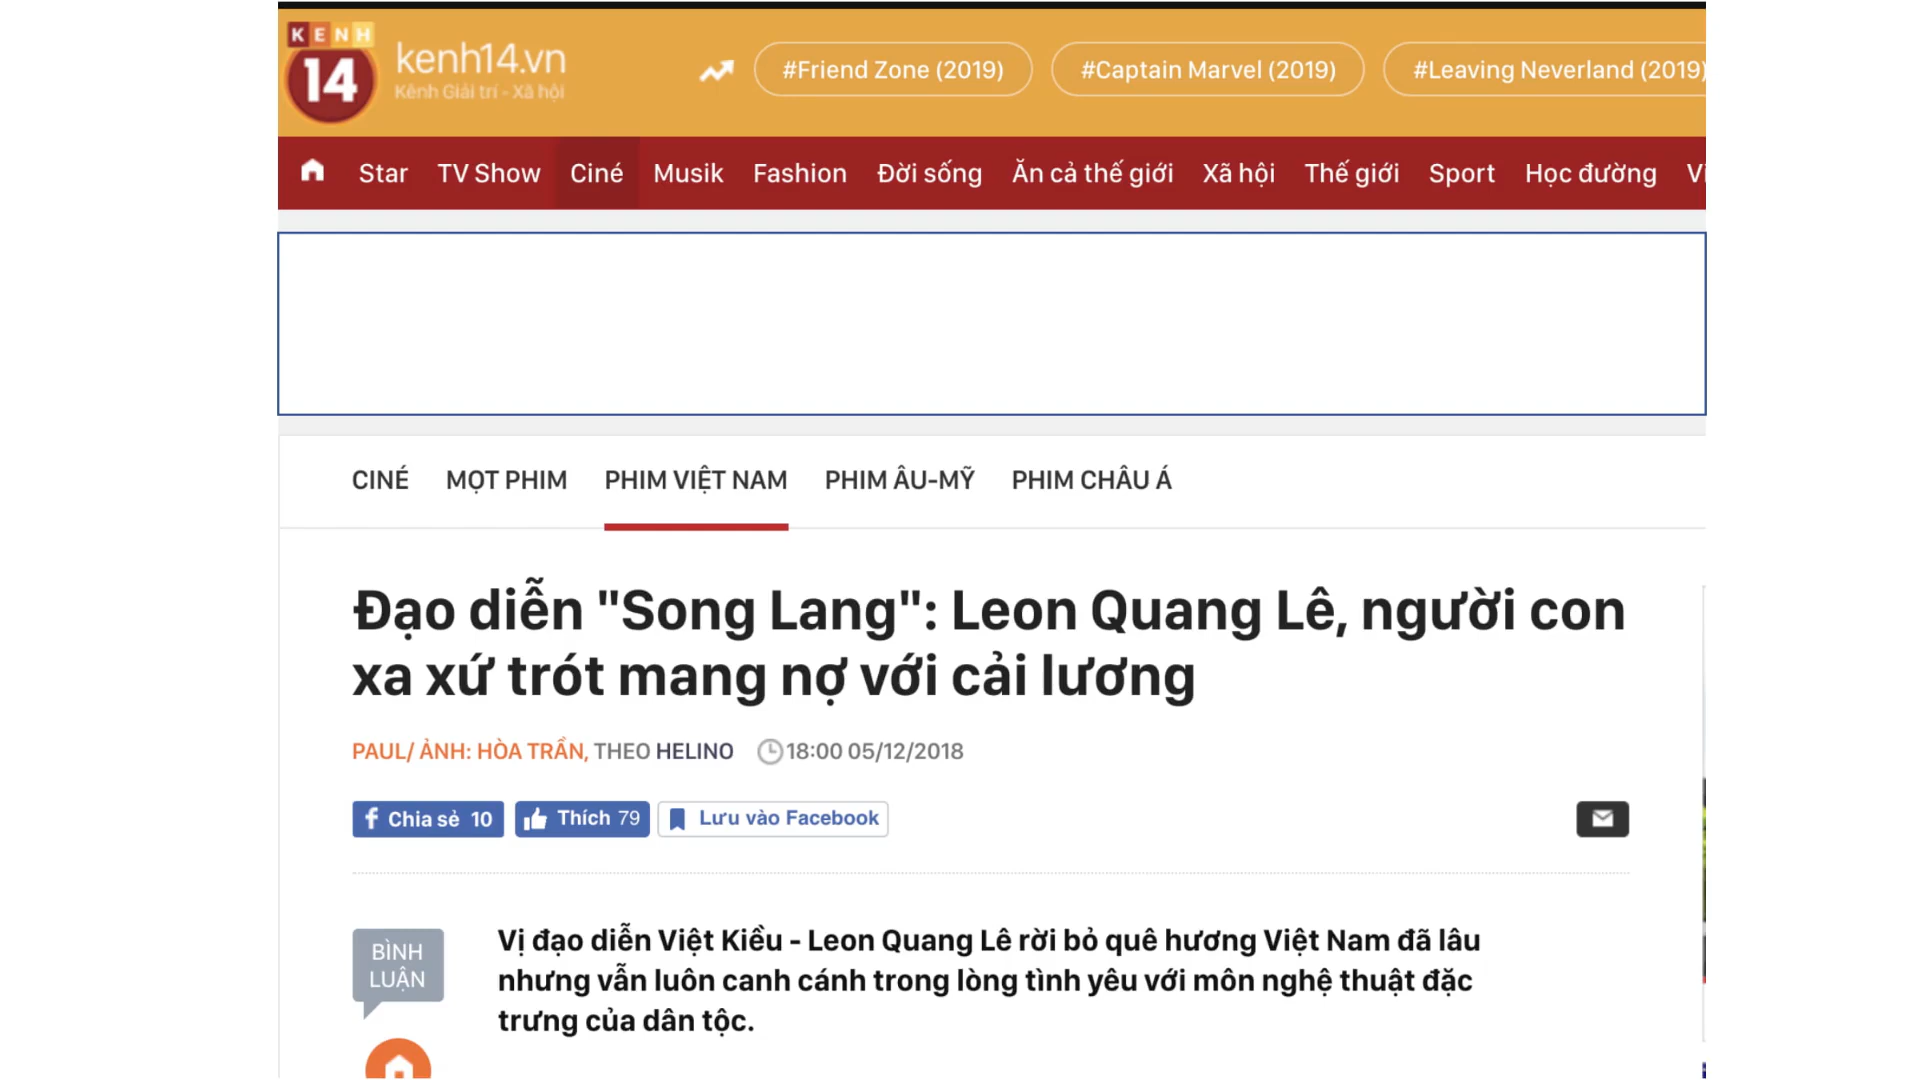 KENH
14
kenh14.vn
Kênh Giải trí - Xã hội
#Friend Zone (2019)
#Captain Marvel (2019)
#Leaving Neverland (2019)
Star TV Show Ciné Musik Fashion Đời sống Ăn cả thế giới Xã hội Thế giới Sport Học đường Vi
CINÉ MỌT PHIM PHIM VIỆT NAM PHIM ÂU-MỸ PHIM CHÂU Á
Đạo diễn "Song Lang": Leon Quang Lê, người con
xa xứ trót mang nợ với cải lương
PAUL/ ẢNH: HÒA TRẦN, THEO HELINO 18:00 05/12/2018
Chia sẻ 10 Thích 79 Lưu vào Facebook
BÌNH
LUẬN
Vị đạo diễn Việt Kiều - Leon Quang Lê rời bỏ quê hương Việt Nam đã lâu
nhưng vẫn luôn canh cánh trong lòng tình yêu với môn nghệ thuật đặc
trưng của dân tộc.